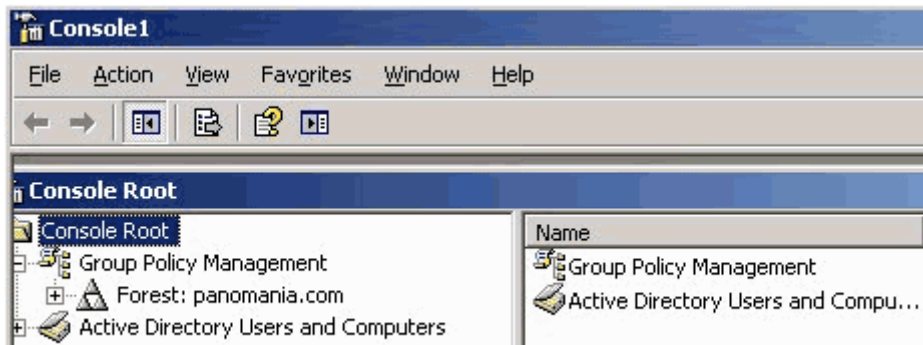 Console1
File Action View Favorites Window Help
Console Root
Console Root
Group Policy Management
Forest: panomania.com
Active Directory Users and Computers
Name
Group Policy Management
Active Directory Users and Compu...